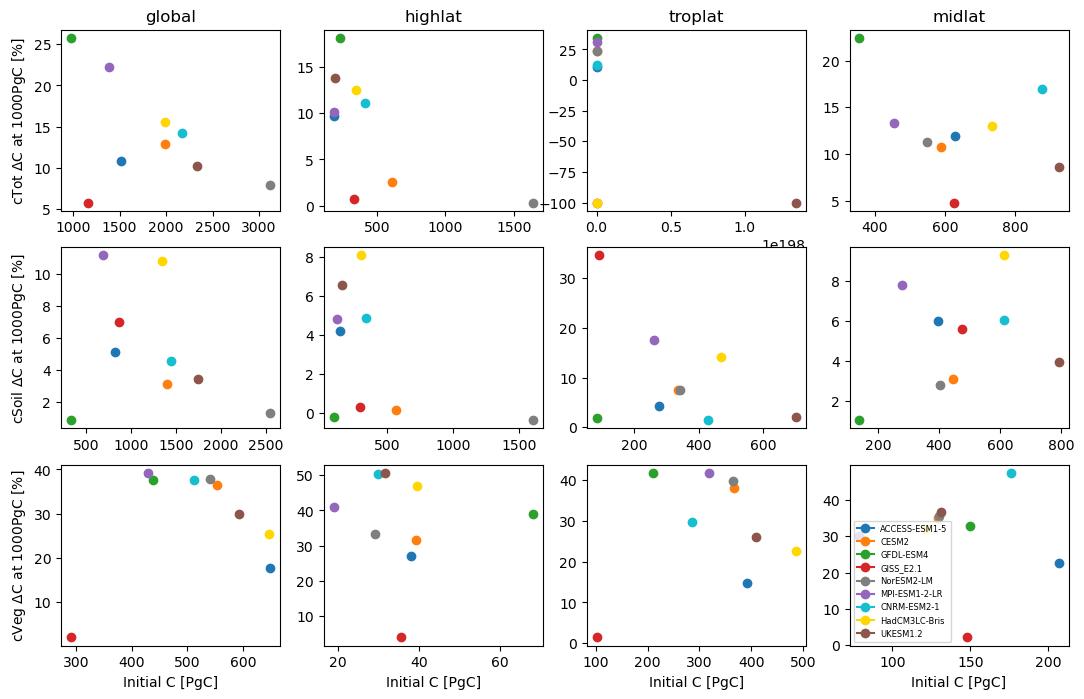 global highlat troplat midlat
cTot ΔC at 1000PgC [%]
25 20 15 10 5
1000 1500 2000 2500 3000
15 10 5 0
500 1000 1500
25 0 −25 −50 −75 −100
0.0 0.5 1.0
1e198
20 15 10 5
400 600 800
cSoil ΔC at 1000PgC [%]
10 8 6 4 2
500 1000 1500 2000 2500
8 6 4 2 0
500 1000 1500
30 20 10 0
200 400 600
8 6 4 2
200 400 600 800
cVeg ΔC at 1000PgC [%]
40 30 20 10
300 400 500 600
Initial C [PgC]
50 40 30 20 10
20 40 60
Initial C [PgC]
40 30 20 10 0
100 200 300 400 500
Initial C [PgC]
40 30 20 10 0
ACCESS-ESM1-5
CESM2
GFDL-ESM4
GISS_E2.1
NorESM2-LM
MPI-ESM1-2-LR
CNRM-ESM2-1
HadCM3LC-Bris
UKESM1.2
100 150 200
Initial C [PgC]